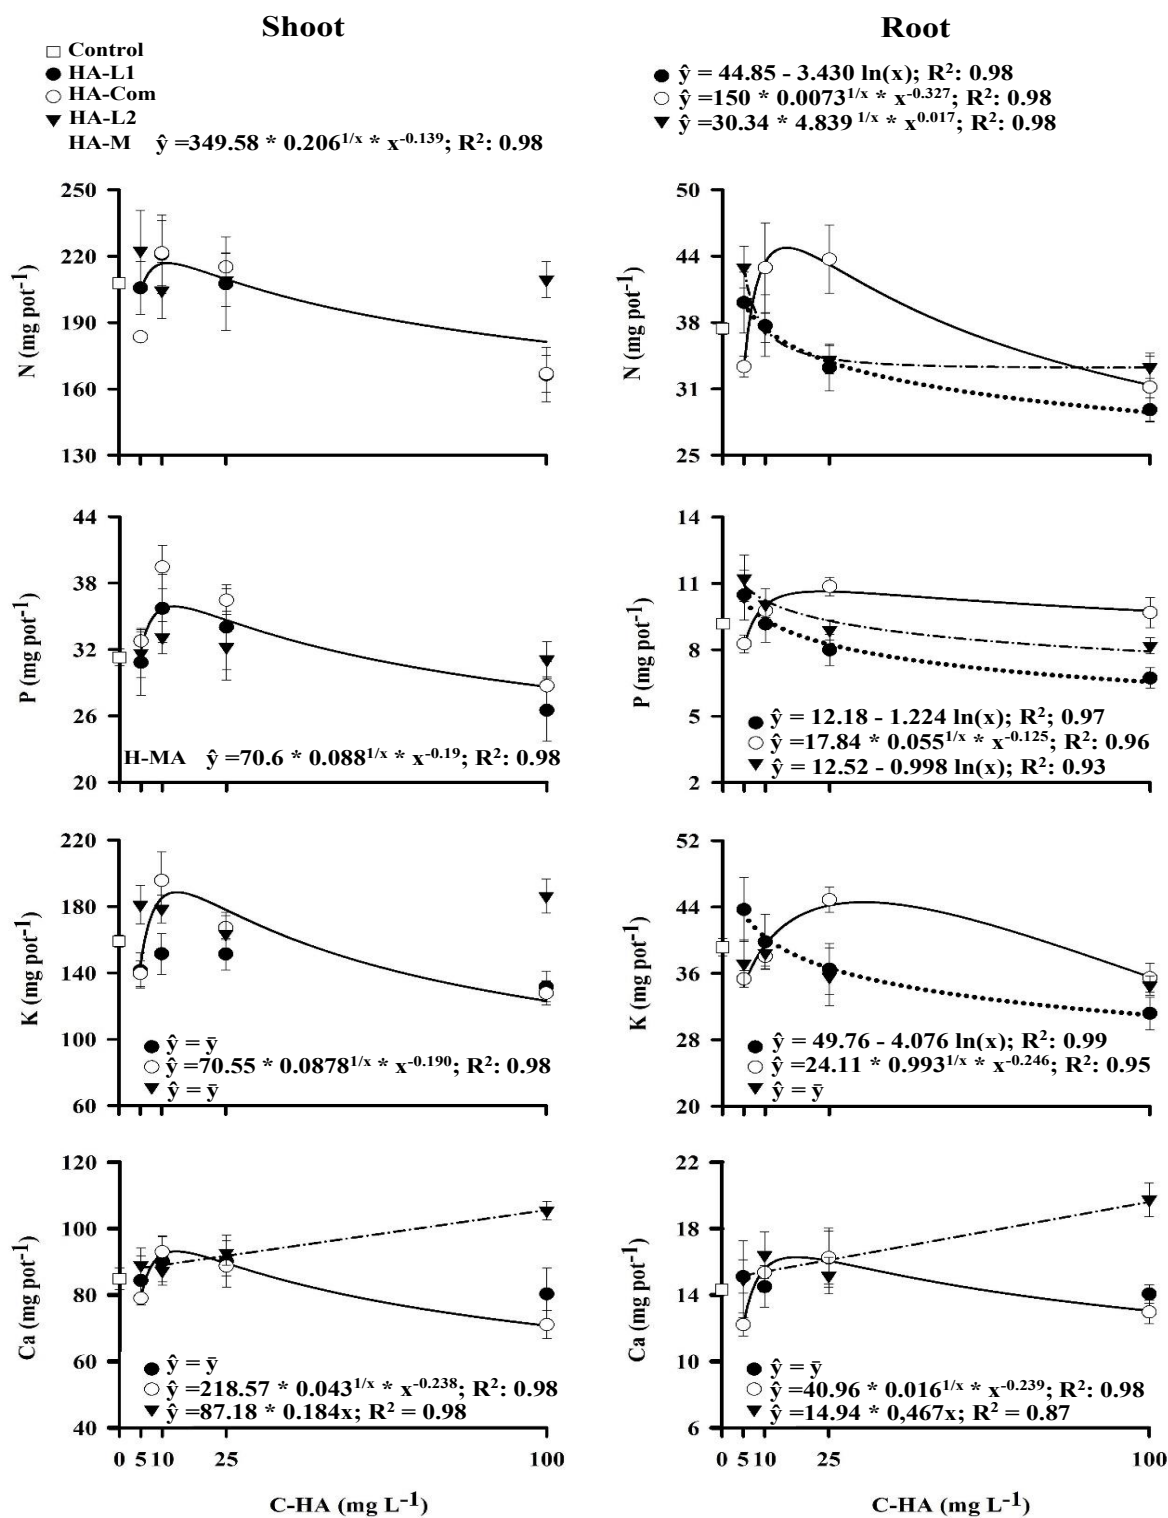 Shoot
Root
Control
HA-L1
HA-Com
HA-L2
HA-M ŷ =349.58 * 0.206^1/x * x^-0.139; R²: 0.98
ŷ = 44.85 - 3.430 ln(x); R²: 0.98
ŷ =150 * 0.0073^1/x * x^-0.327; R²: 0.98
ŷ =30.34 * 4.839 ^1/x * x^0.017; R²: 0.98
250
220
190
160
130
N (mg pot⁻¹)
50
44
38
31
25
N (mg pot⁻¹)
44
38
32
26
20
P (mg pot⁻¹)
H-MA ŷ =70.6 * 0.088^1/x * x^-0.19; R²: 0.98
14
11
8
5
2
P (mg pot⁻¹)
ŷ = 12.18 - 1.224 ln(x); R²; 0.97
ŷ =17.84 * 0.055^1/x * x^-0.125; R²: 0.96
ŷ = 12.52 - 0.998 ln(x); R²: 0.93
220
180
140
100
60
K (mg pot⁻¹)
ŷ = ȳ
ŷ =70.55 * 0.0878^1/x * x^-0.190; R²: 0.98
ŷ = ȳ
52
44
36
28
20
K (mg pot⁻¹)
ŷ = 49.76 - 4.076 ln(x); R²: 0.99
ŷ =24.11 * 0.993^1/x * x^-0.246; R²: 0.95
ŷ = ȳ
120
100
80
60
40
Ca (mg pot⁻¹)
ŷ = ȳ
ŷ =218.57 * 0.043^1/x * x^-0.238; R²: 0.98
ŷ =87.18 * 0.184x; R² = 0.98
0 5 10 25 100
C-HA (mg L⁻¹)
22
18
14
10
6
Ca (mg pot⁻¹)
ŷ = ȳ
ŷ =40.96 * 0.016^1/x * x^-0.239; R²: 0.98
ŷ =14.94 * 0,467x; R² = 0.87
0 5 10 25 100
C-HA (mg L⁻¹)